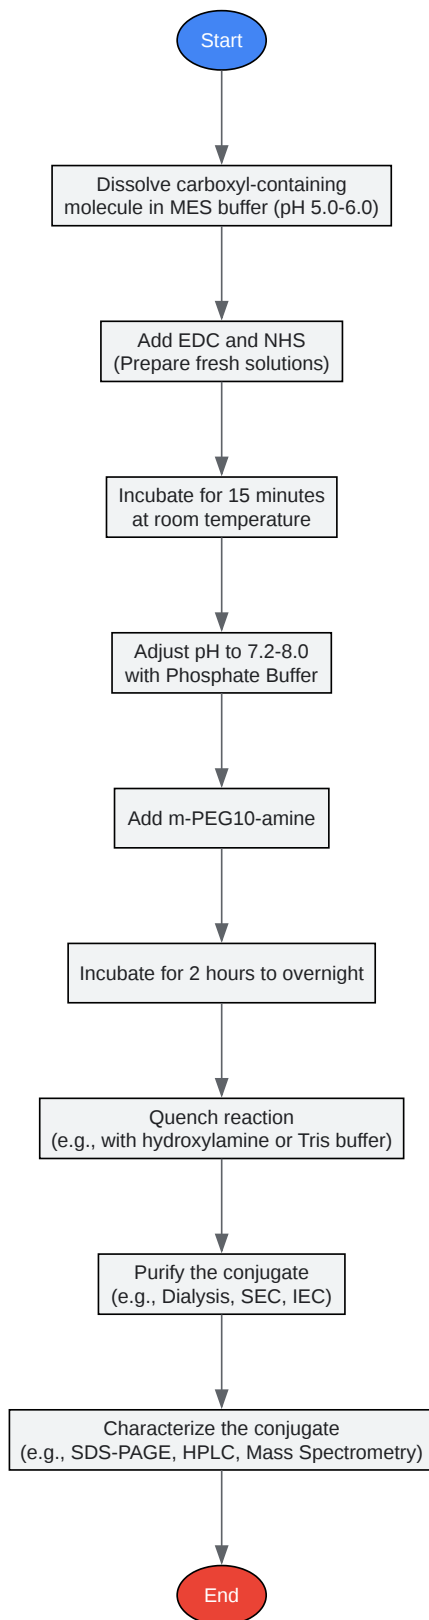 Start
Dissolve carboxyl-containing
molecule in MES buffer (pH 5.0-6.0)
Add EDC and NHS
(Prepare fresh solutions)
Incubate for 15 minutes
at room temperature
Adjust pH to 7.2-8.0
with Phosphate Buffer
Add m-PEG10-amine
Incubate for 2 hours to overnight
Quench reaction
(e.g., with hydroxylamine or Tris buffer)
Purify the conjugate
(e.g., Dialysis, SEC, IEC)
Characterize the conjugate
(e.g., SDS-PAGE, HPLC, Mass Spectrometry)
End